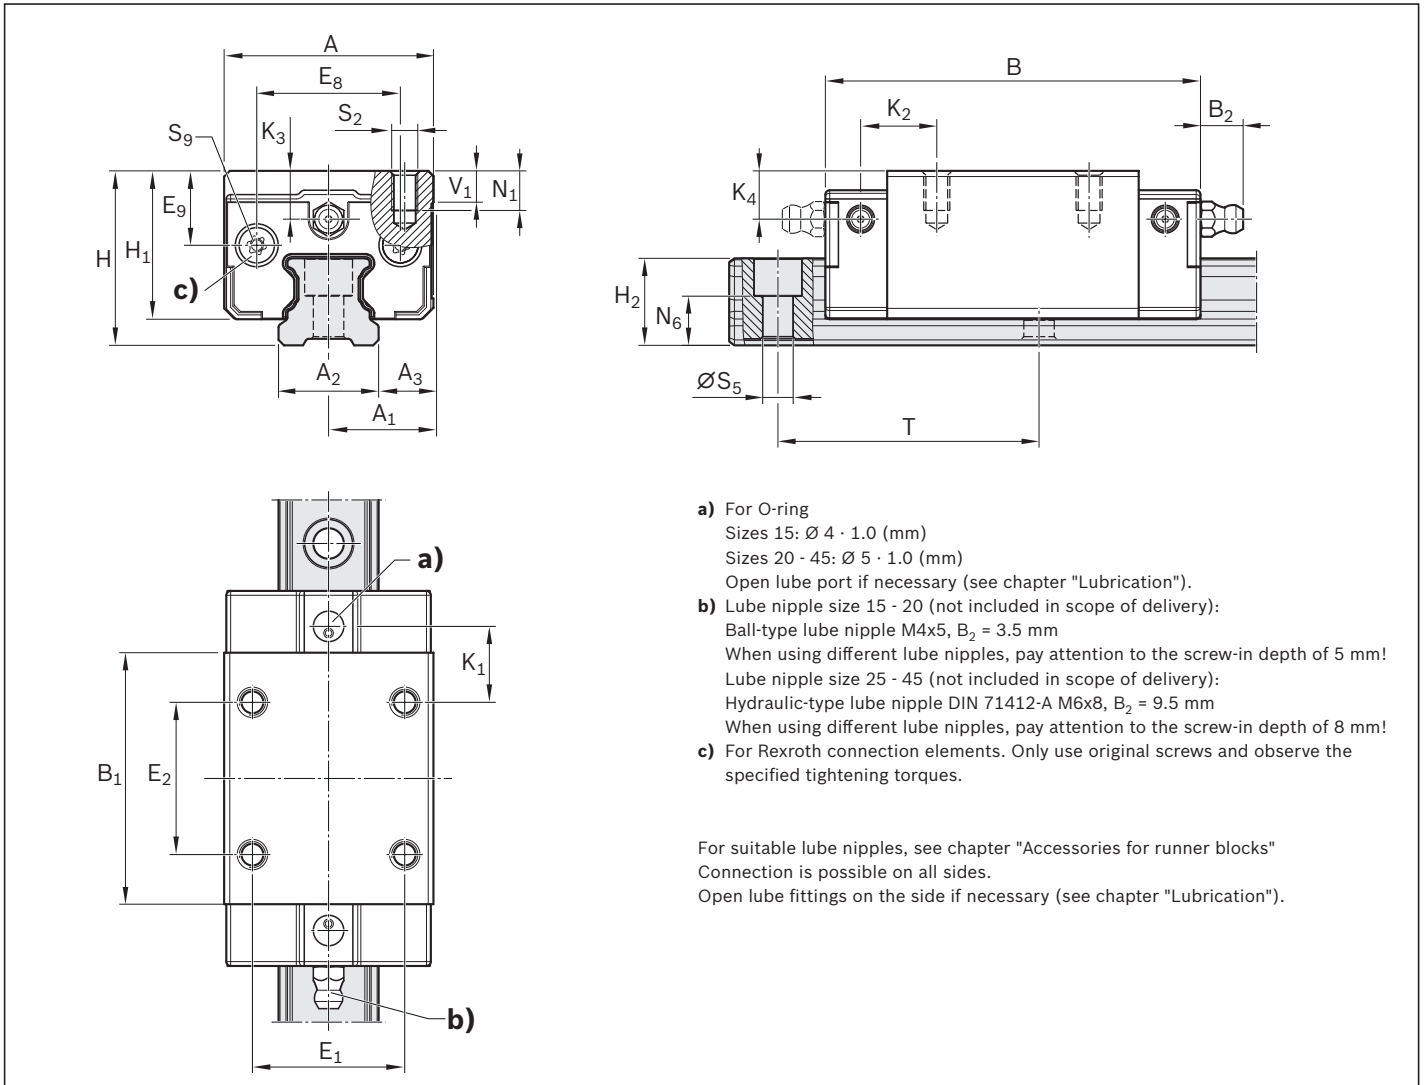 A
E8
S2
K3
S9
V1
N1
E9
H1
H
c)
A2
A3
A1
B
B2
K2
K4
H2
N6
ØS5
T
a)
K1
B1
E2
b)
E1
a) For O-ring
Sizes 15: Ø 4 · 1.0 (mm)
Sizes 20 - 45: Ø 5 · 1.0 (mm)
Open lube port if necessary (see chapter "Lubrication").
b) Lube nipple size 15 - 20 (not included in scope of delivery):
Ball-type lube nipple M4x5, B2 = 3.5 mm
When using different lube nipples, pay attention to the screw-in depth of 5 mm!
Lube nipple size 25 - 45 (not included in scope of delivery):
Hydraulic-type lube nipple DIN 71412-A M6x8, B2 = 9.5 mm
When using different lube nipples, pay attention to the screw-in depth of 8 mm!
c) For Rexroth connection elements. Only use original screws and observe the
specified tightening torques.
For suitable lube nipples, see chapter "Accessories for runner blocks"
Connection is possible on all sides.
Open lube fittings on the side if necessary (see chapter "Lubrication").